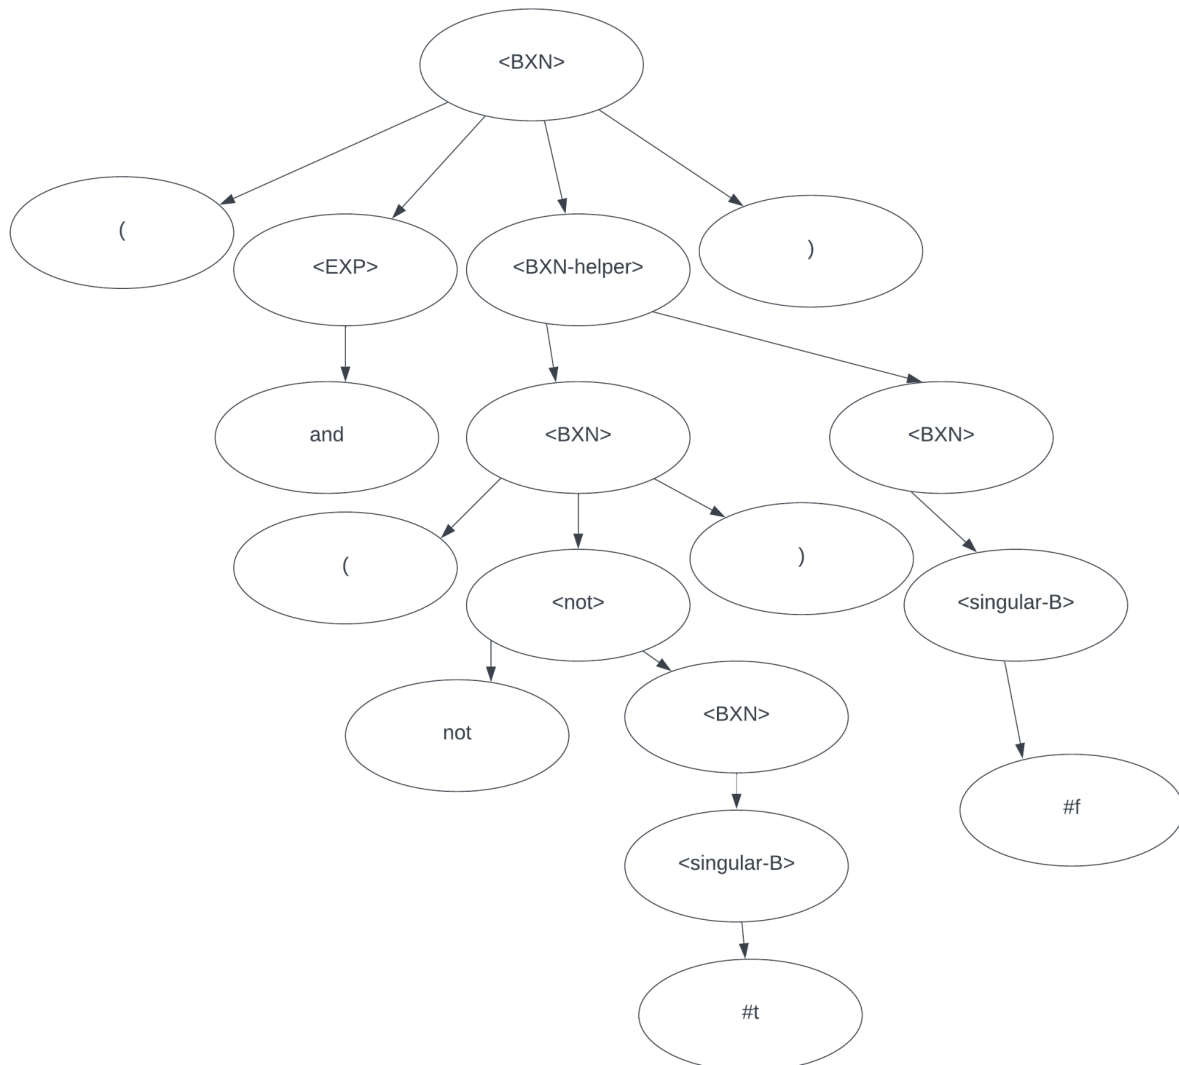 <BXN>
(
<EXP>
<BXN-helper>
)
and
<BXN>
<BXN>
(
<not>
)
<singular-B>
not
<BXN>
#f
<singular-B>
#t